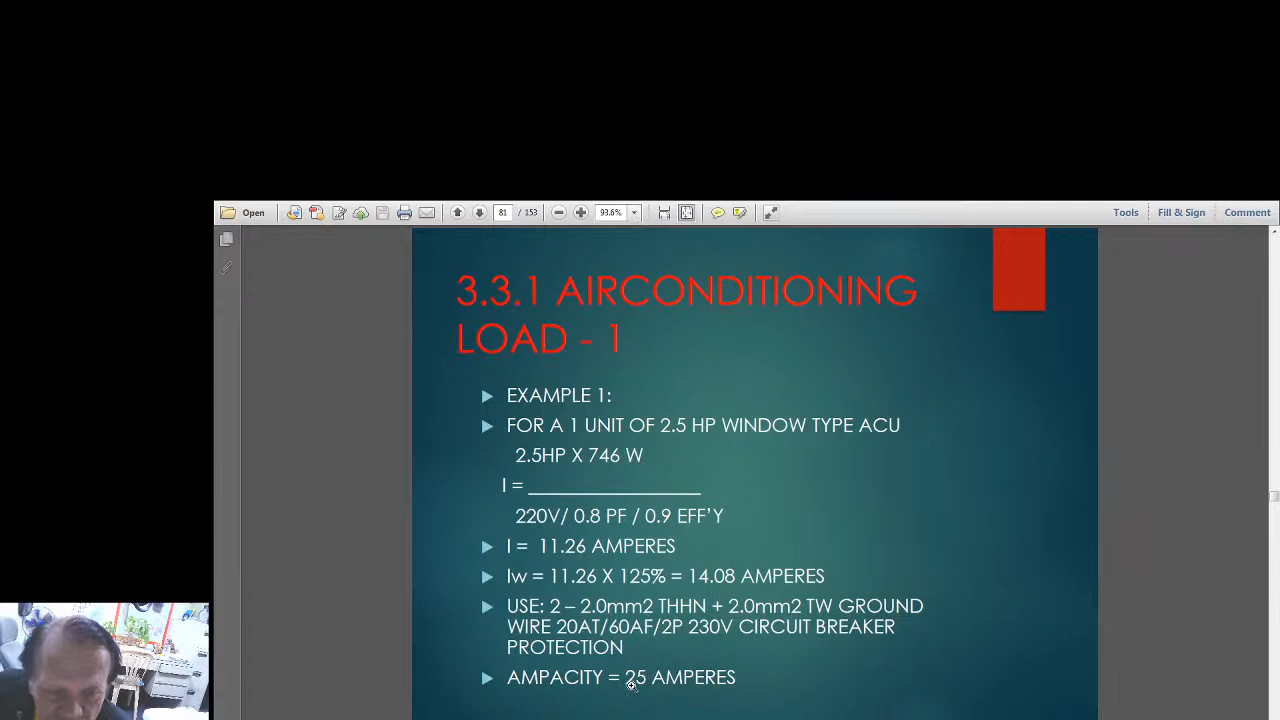 Open
81
/ 153
93.6%
Tools
Fill & Sign
Comment
3.3.1 AIRCONDITIONING
LOAD - 1
EXAMPLE 1:
FOR A 1 UNIT OF 2.5 HP WINDOW TYPE ACU
2.5HP X 746 W
I = __________________
220V/ 0.8 PF / 0.9 EFF'Y
I = 11.26 AMPERES
Iw = 11.26 X 125% = 14.08 AMPERES
USE: 2 – 2.0mm2 THHN + 2.0mm2 TW GROUND
WIRE 20AT/60AF/2P 230V CIRCUIT BREAKER
PROTECTION
AMPACITY = 25 AMPERES